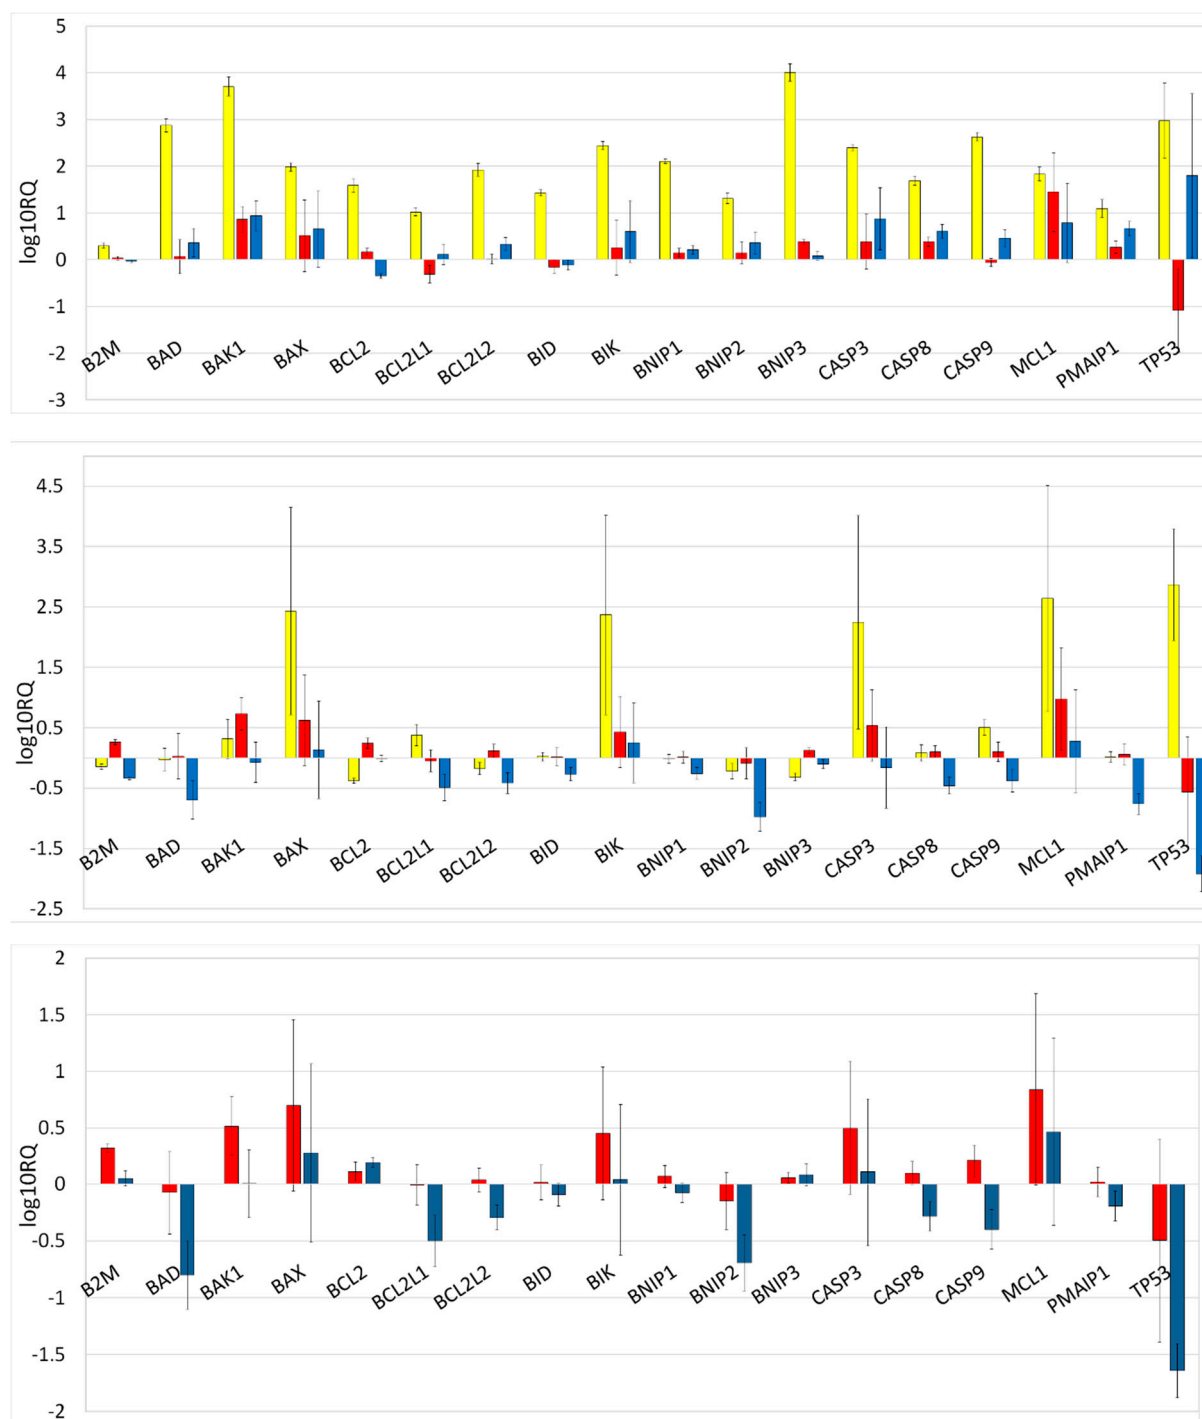 5
4
3
2
1
0
-1
-2
-3
log10RQ
B2M
BAD
BAK1
BAX
BCL2
BCL2L1
BCL2L2
BID
BIK
BNIP1
BNIP2
BNIP3
CASP3
CASP8
CASP9
MCL1
PMAIP1
TP53
4.5
3.5
2.5
1.5
0.5
-0.5
-1.5
-2.5
log10RQ
B2M
BAD
BAK1
BAX
BCL2
BCL2L1
BCL2L2
BID
BIK
BNIP1
BNIP2
BNIP3
CASP3
CASP8
CASP9
MCL1
PMAIP1
TP53
2
1.5
1
0.5
0
-0.5
-1
-1.5
-2
log10RQ
B2M
BAD
BAK1
BAX
BCL2
BCL2L1
BCL2L2
BID
BIK
BNIP1
BNIP2
BNIP3
CASP3
CASP8
CASP9
MCL1
PMAIP1
TP53